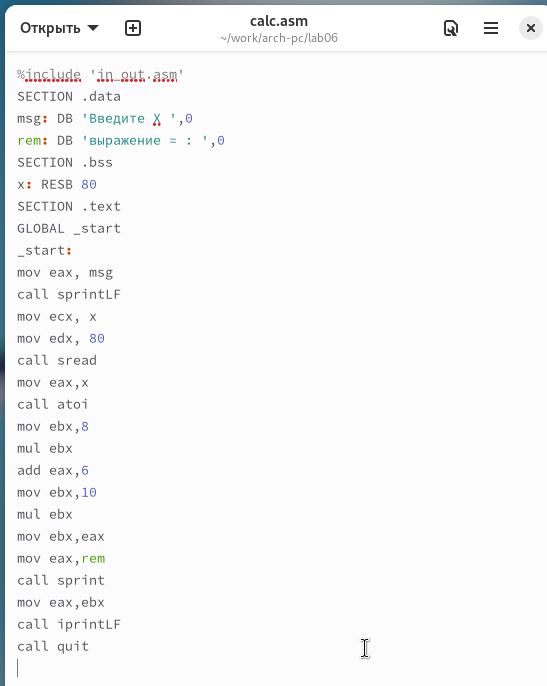 Открыть
calc.asm
~/work/arch-pc/lab06
%include 'in_out.asm'
SECTION .data
msg: DB 'Введите X ',0
rem: DB 'выражение = : ',0
SECTION .bss
x: RESB 80
SECTION .text
GLOBAL _start
_start:
mov eax, msg
call sprintLF
mov ecx, x
mov edx, 80
call sread
mov eax,x
call atoi
mov ebx,8
mul ebx
add eax,6
mov ebx,10
mul ebx
mov ebx,eax
mov eax,rem
call sprint
mov eax,ebx
call iprintLF
call quit